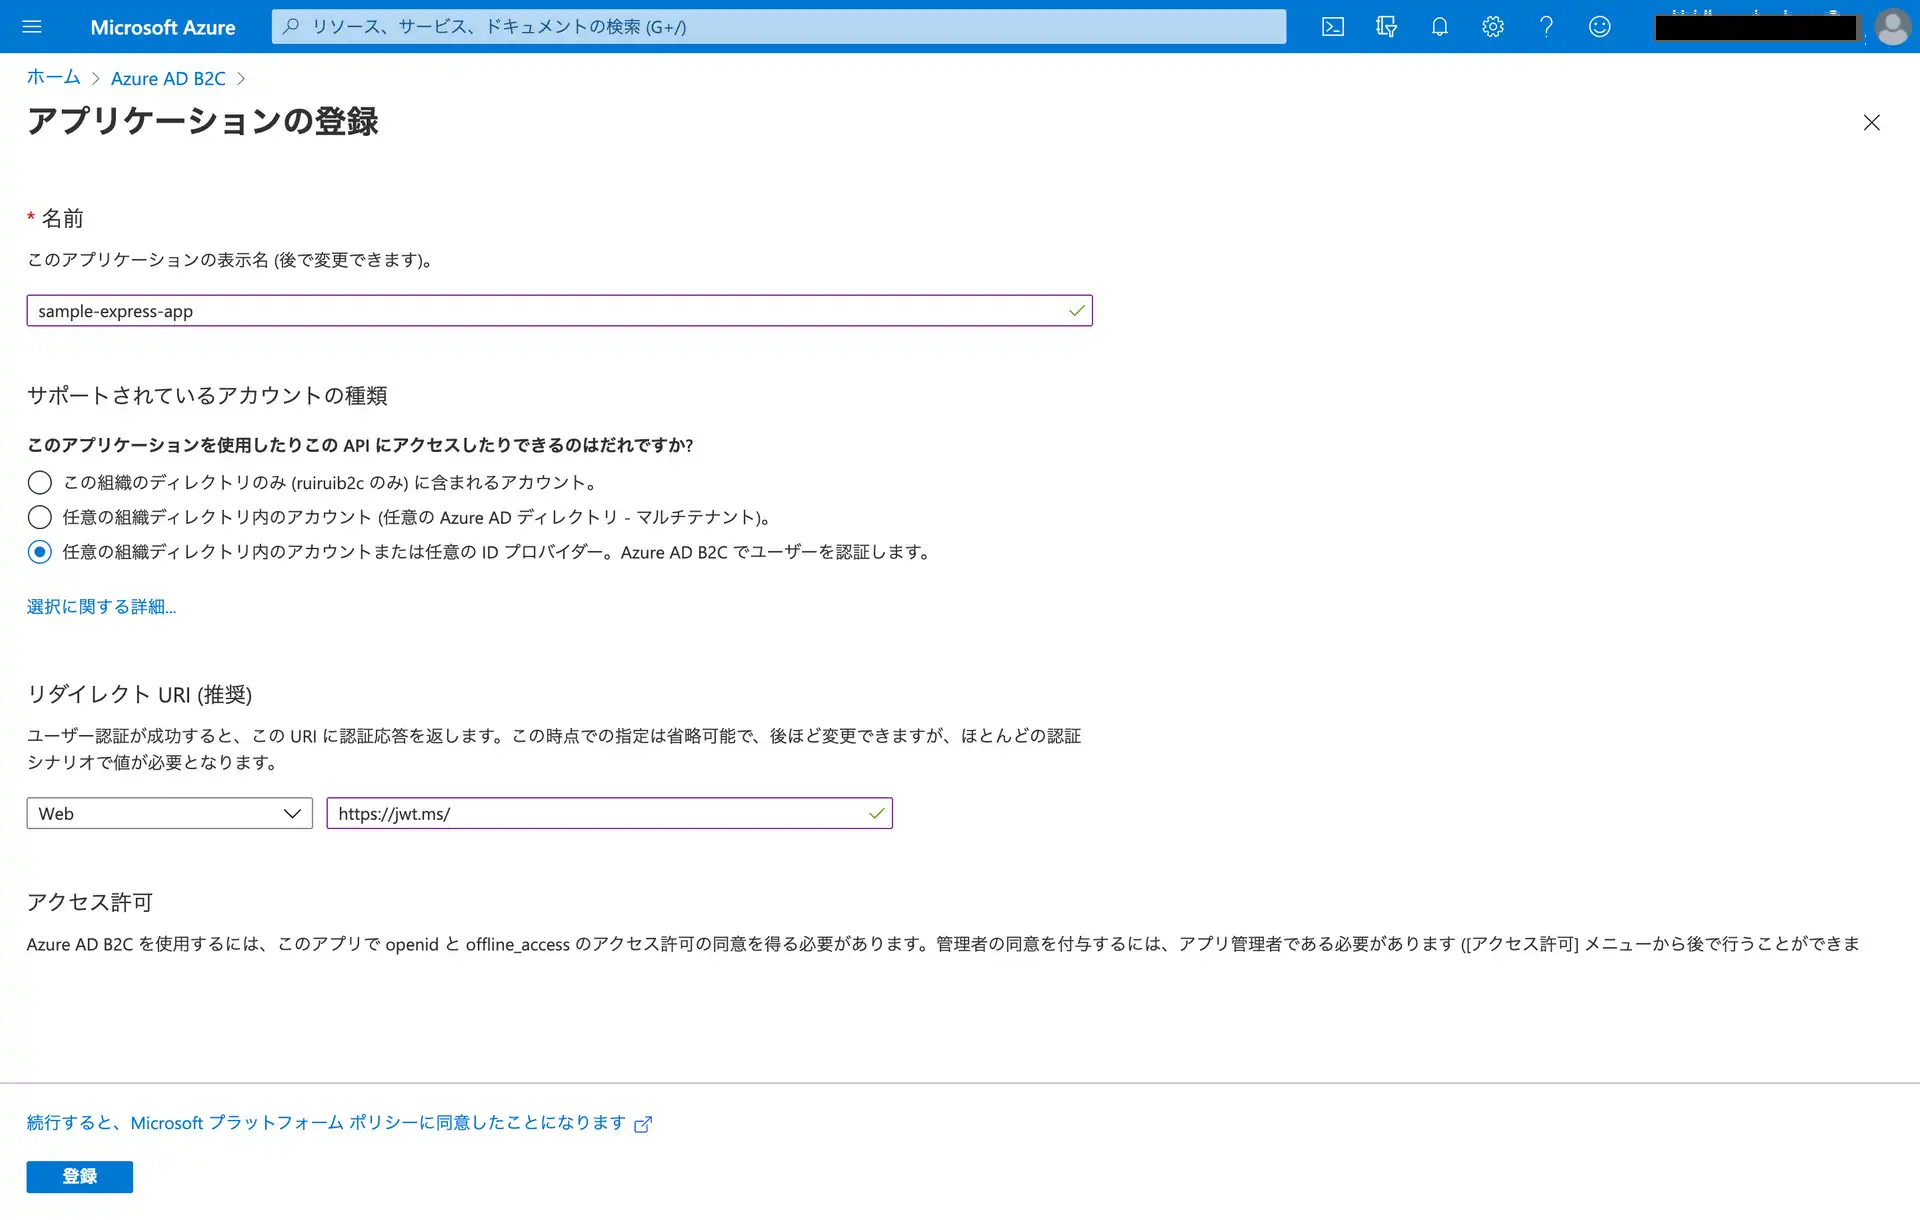 Microsoft Azure
リソース、サービス、ドキュメントの検索 (G+/)
ホーム > Azure AD B2C >
アプリケーションの登録
* 名前
このアプリケーションの表示名 (後で変更できます)。
sample-express-app
サポートされているアカウントの種類
このアプリケーションを使用したりこの API にアクセスしたりできるのはだれですか?
この組織のディレクトリのみ (ruiruib2c のみ) に含まれるアカウント。
任意の組織ディレクトリ内のアカウント (任意の Azure AD ディレクトリ - マルチテナント)。
任意の組織ディレクトリ内のアカウントまたは任意の ID プロバイダー。Azure AD B2C でユーザーを認証します。
選択に関する詳細...
リダイレクト URI (推奨)
ユーザー認証が成功すると、この URI に認証応答を返します。この時点での指定は省略可能で、後ほど変更できますが、ほとんどの認証
シナリオで値が必要となります。
Web
https://jwt.ms/
アクセス許可
Azure AD B2C を使用するには、このアプリで openid と offline_access のアクセス許可の同意を得る必要があります。管理者の同意を付与するには、アプリ管理者である必要があります ([アクセス許可] メニューから後で行うことができま
続行すると、Microsoft プラットフォーム ポリシーに同意したことになります
登録